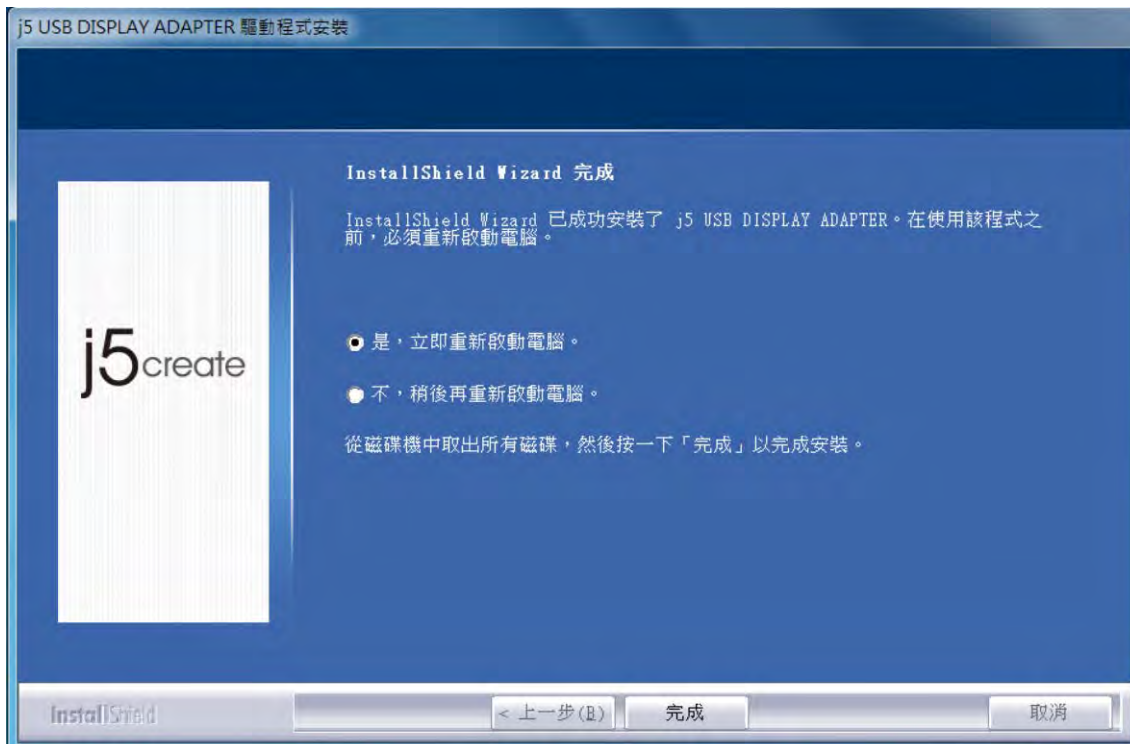 j5 USB DISPLAY ADAPTER 驅動程式安裝
InstallShield Wizard 完成
InstallShield Wizard 已成功安裝了 j5 USB DISPLAY ADAPTER。在使用該程式之
前，必須重新啟動電腦。
j5create
是，立即重新啟動電腦。
不，稍後再重新啟動電腦。
從磁碟機中取出所有磁碟，然後按一下「完成」以完成安裝。
InstallShield
< 上一步(B)
完成
取消